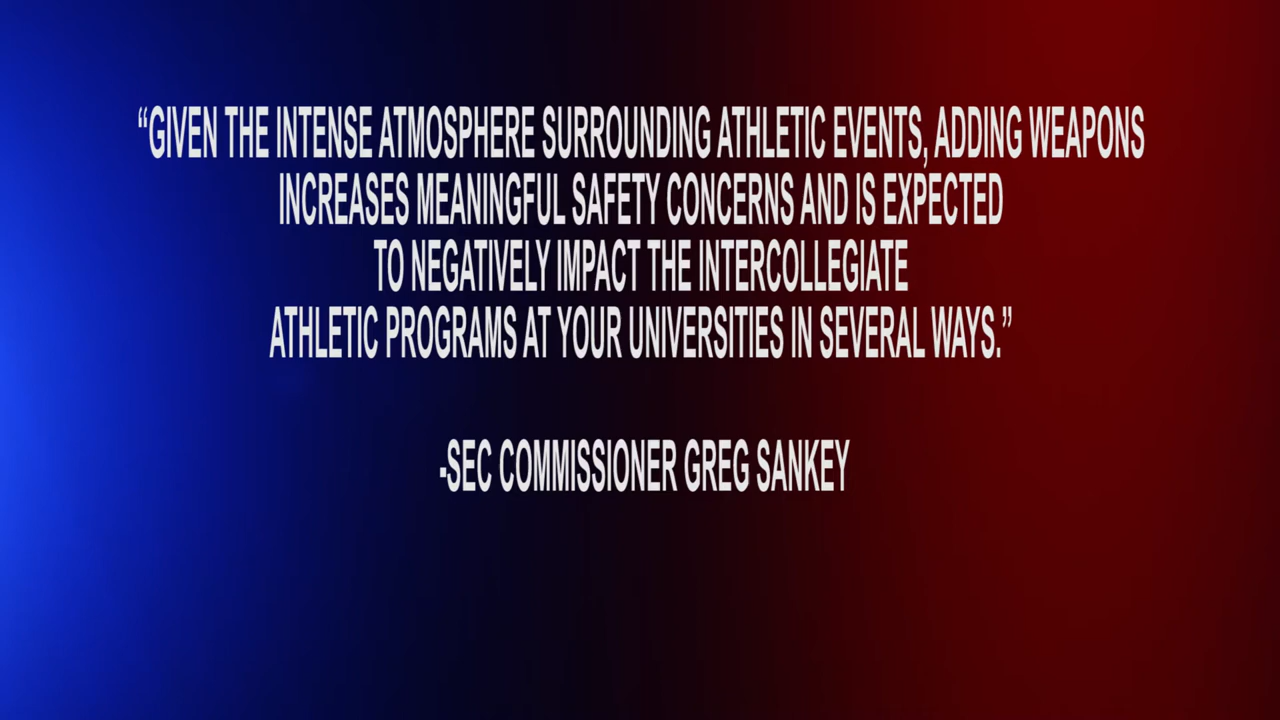 “GIVEN THE INTENSE ATMOSPHERE SURROUNDING ATHLETIC EVENTS, ADDING WEAPONS
INCREASES MEANINGFUL SAFETY CONCERNS AND IS EXPECTED
TO NEGATIVELY IMPACT THE INTERCOLLEGIATE
ATHLETIC PROGRAMS AT YOUR UNIVERSITIES IN SEVERAL WAYS.”
-SEC COMMISSIONER GREG SANKEY